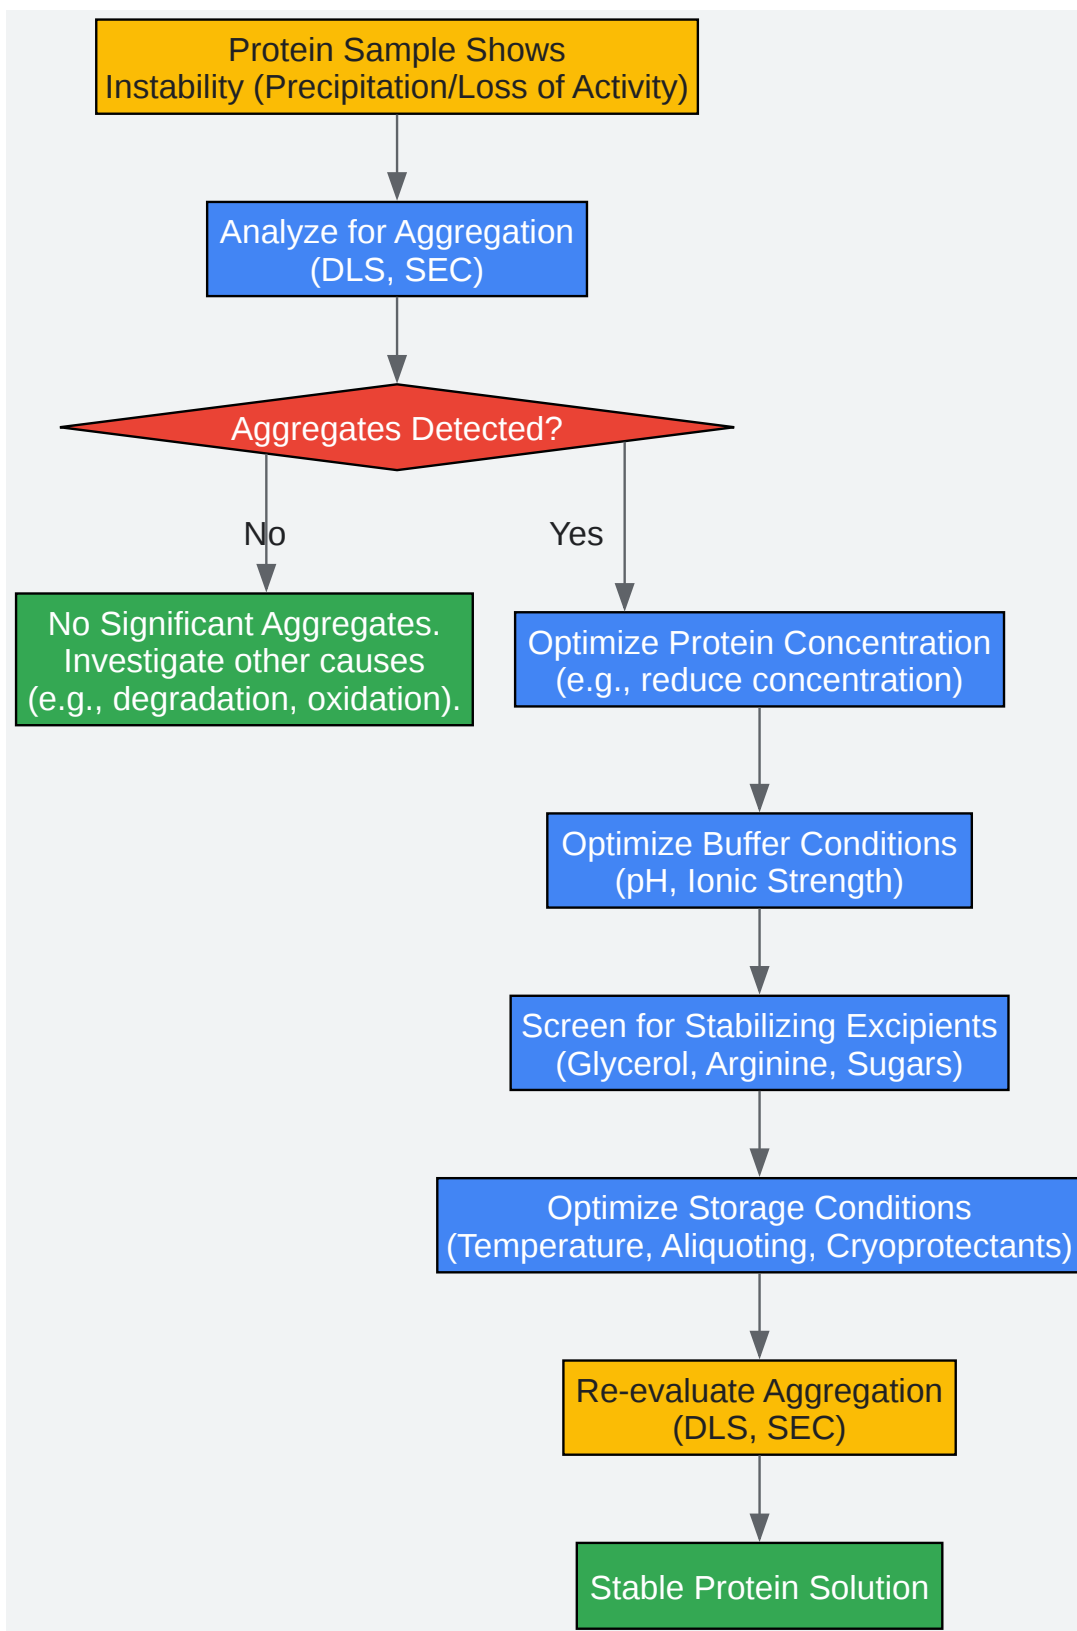 Protein Sample Shows
Instability (Precipitation/Loss of Activity)
Analyze for Aggregation
(DLS, SEC)
Aggregates Detected?
No
Yes
No Significant Aggregates.
Investigate other causes
(e.g., degradation, oxidation).
Optimize Protein Concentration
(e.g., reduce concentration)
Optimize Buffer Conditions
(pH, Ionic Strength)
Screen for Stabilizing Excipients
(Glycerol, Arginine, Sugars)
Optimize Storage Conditions
(Temperature, Aliquoting, Cryoprotectants)
Re-evaluate Aggregation
(DLS, SEC)
Stable Protein Solution